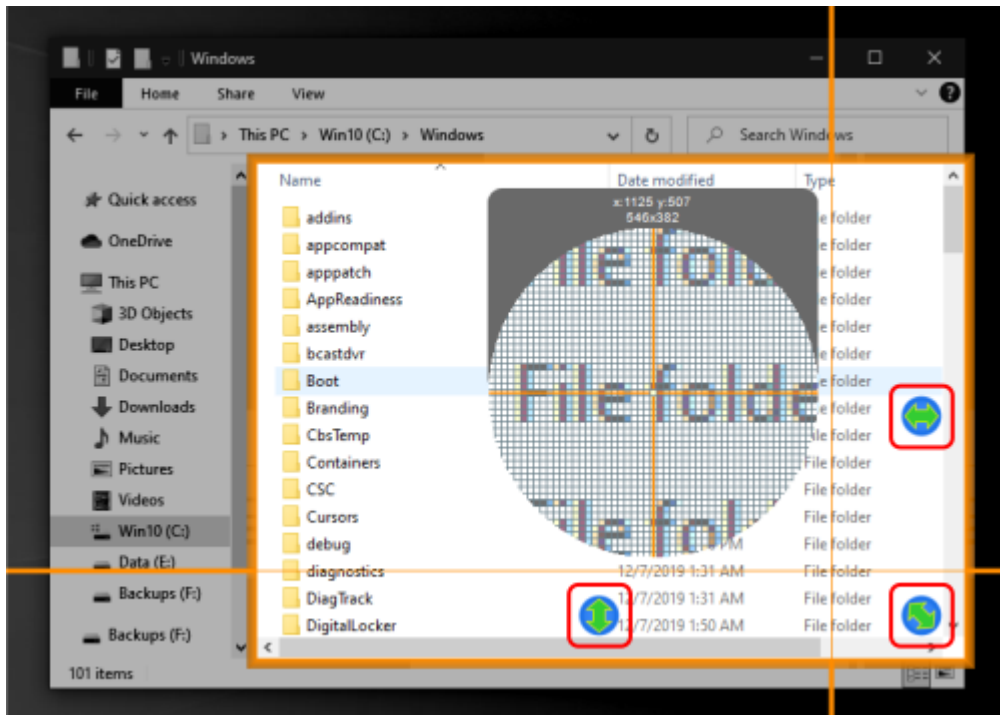 Windows
File Home Share View
This PC > Win10 (C:) > Windows
Search Windows
Name Date modified Type
Quick access
OneDrive
This PC
3D Objects
Desktop
Documents
Downloads
Music
Pictures
Videos
Win10 (C:)
Data (E:)
Backups (F:)
Backups (F:)
addins
appcompat
apppatch
AppReadiness
assembly
bcastdvr
Boot
Branding
CbsTemp
Containers File folder
CSC File folder
Cursors File folder
debug PM File folder
diagnostics 12/7/2019 1:31 AM File folder
DiagTrack 12/7/2019 1:31 AM File folder
DigitalLocker 12/7/2019 1:50 AM File folder
x:1125 y:507
546x382
File folde
101 items